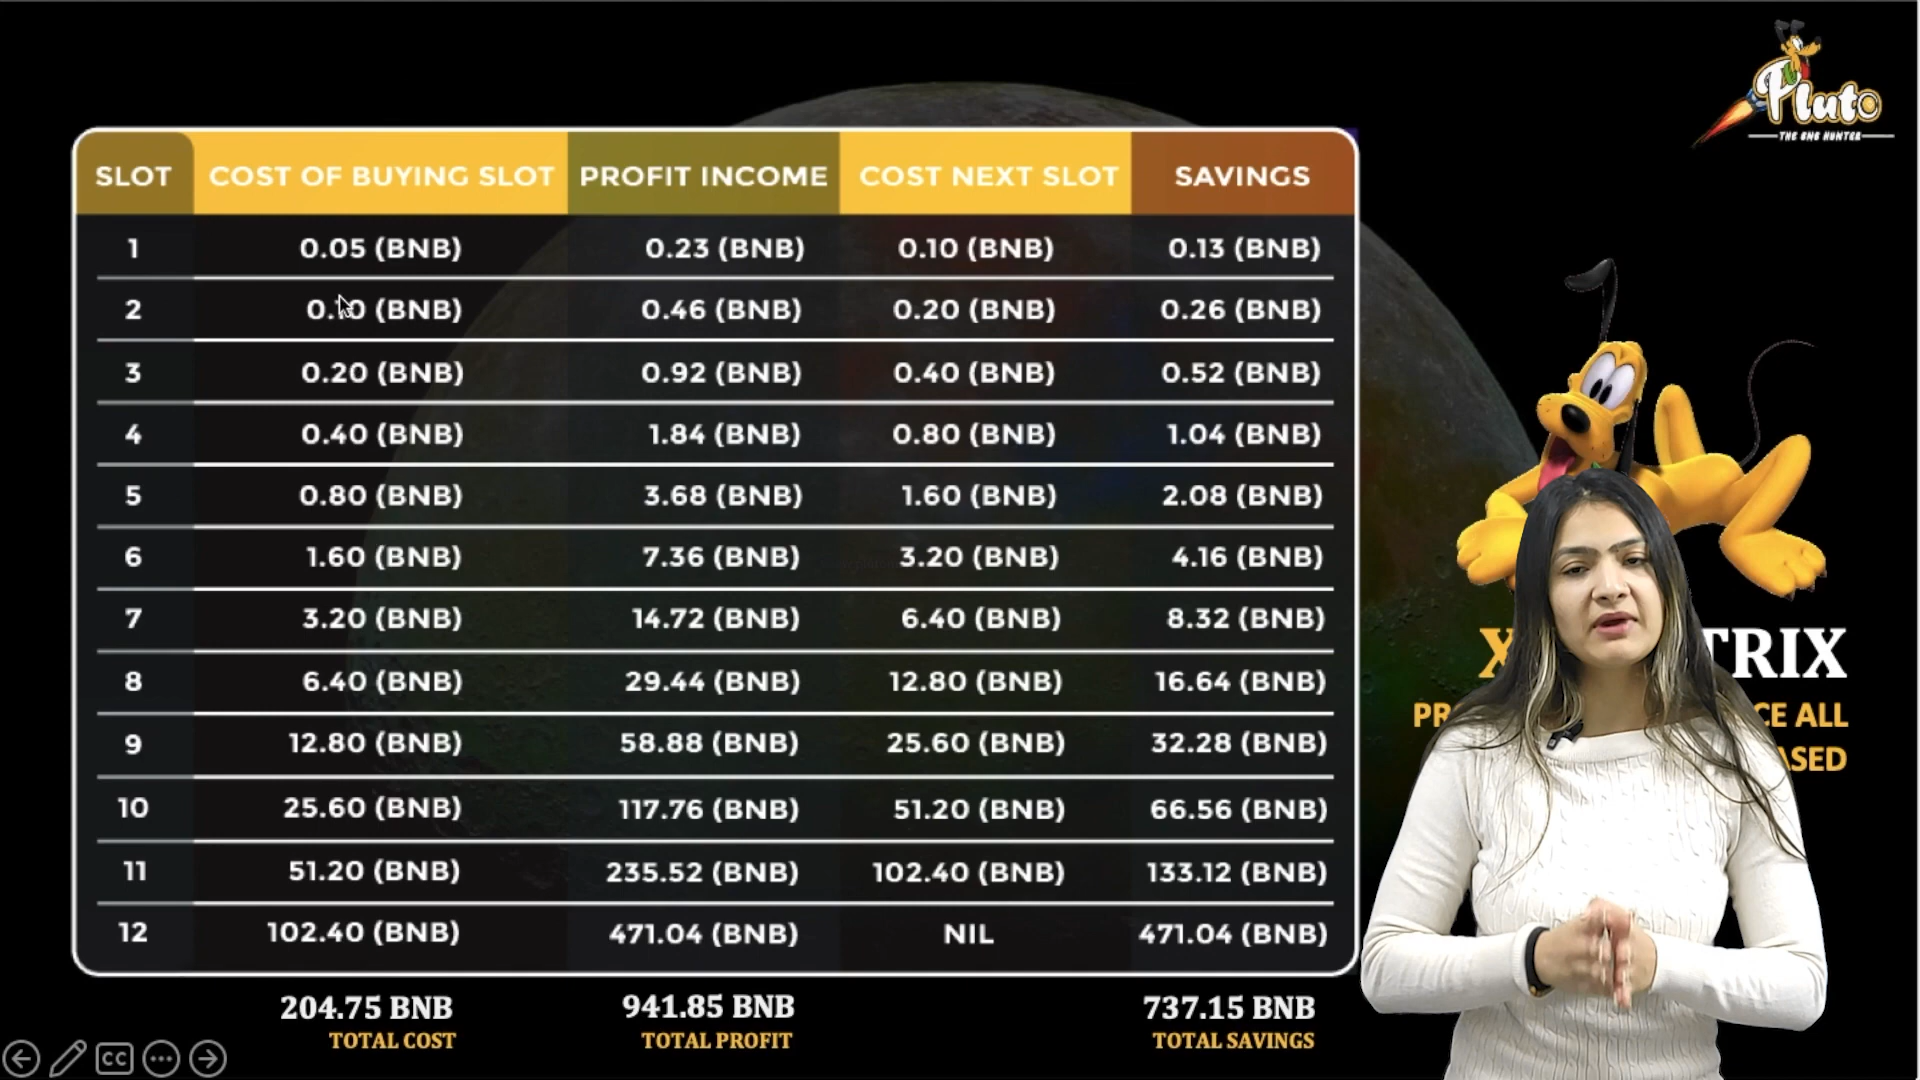 Pluto
THE BNB HUNTER
SLOT COST OF BUYING SLOT PROFIT INCOME COST NEXT SLOT SAVINGS
1 0.05 (BNB) 0.23 (BNB) 0.10 (BNB) 0.13 (BNB)
2 (BNB) 0.46 (BNB) 0.20 (BNB) 0.26 (BNB)
3 0.20 (BNB) 0.92 (BNB) 0.40 (BNB) 0.52 (BNB)
4 0.40 (BNB) 1.84 (BNB) 0.80 (BNB) 1.04 (BNB)
5 0.80 (BNB) 3.68 (BNB) 1.60 (BNB) 2.08 (BNB)
6 1.60 (BNB) 7.36 (BNB) 3.20 (BNB) 4.16 (BNB)
7 3.20 (BNB) 14.72 (BNB) 6.40 (BNB) 8.32 (BNB)
8 6.40 (BNB) 29.44 (BNB) 12.80 (BNB) 16.64 (BNB)
9 12.80 (BNB) 58.88 (BNB) 25.60 (BNB) 32.28 (BNB)
10 25.60 (BNB) 117.76 (BNB) 51.20 (BNB) 66.56 (BNB)
11 51.20 (BNB) 235.52 (BNB) 102.40 (BNB) 133.12 (BNB)
12 102.40 (BNB) 471.04 (BNB) NIL 471.04 (BNB)
204.75 BNB 941.85 BNB 737.15 BNB
TOTAL COST TOTAL PROFIT TOTAL SAVINGS
ALL
CC